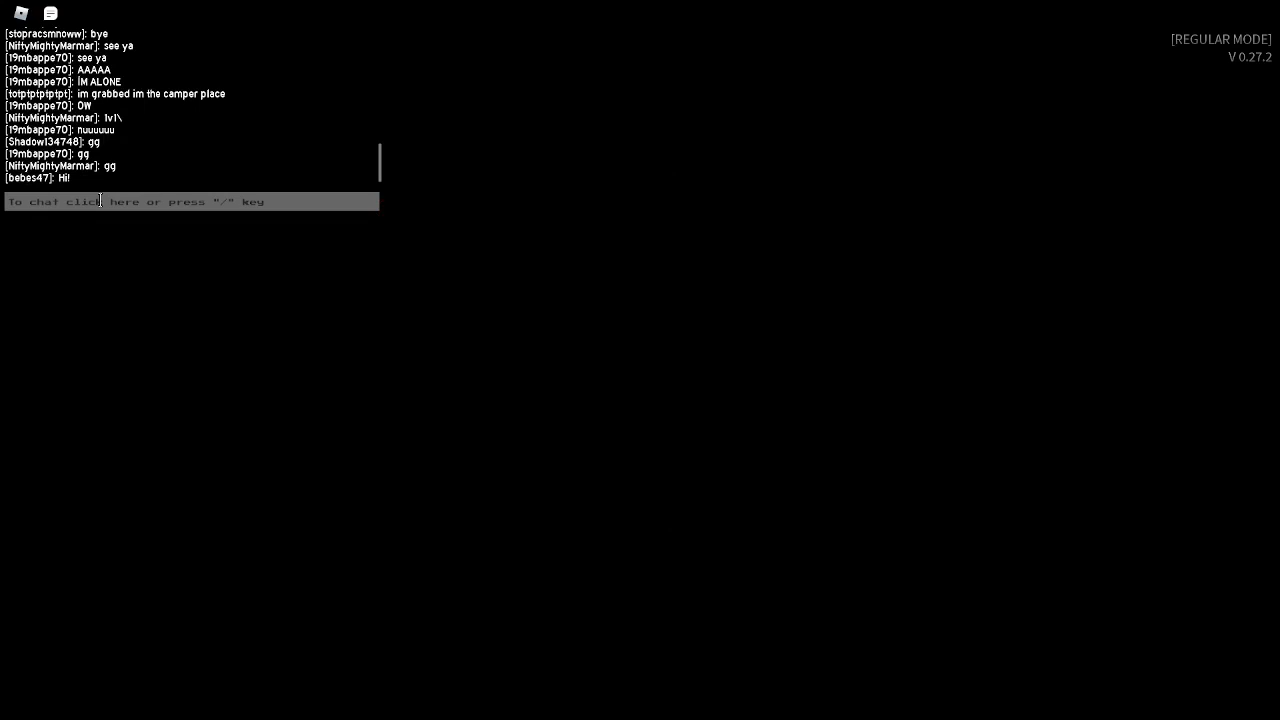 [stopracsmnoww]: bye
[NiftyMightyMarmar]: see ya
[19mbappe70]: see ya
[19mbappe70]: AAAAA
[19mbappe70]: İM ALONE
[totptptptptpt]: im grabbed im the camper place
[19mbappe70]: OW
[NiftyMightyMarmar]: 1v1\
[19mbappe70]: nuuuuuu
[Shadow134748]: gg
[19mbappe70]: gg
[NiftyMightyMarmar]: gg
[bebes47]: Hi!
To chat click here or press "/" key
[REGULAR MODE]
V 0.27.2